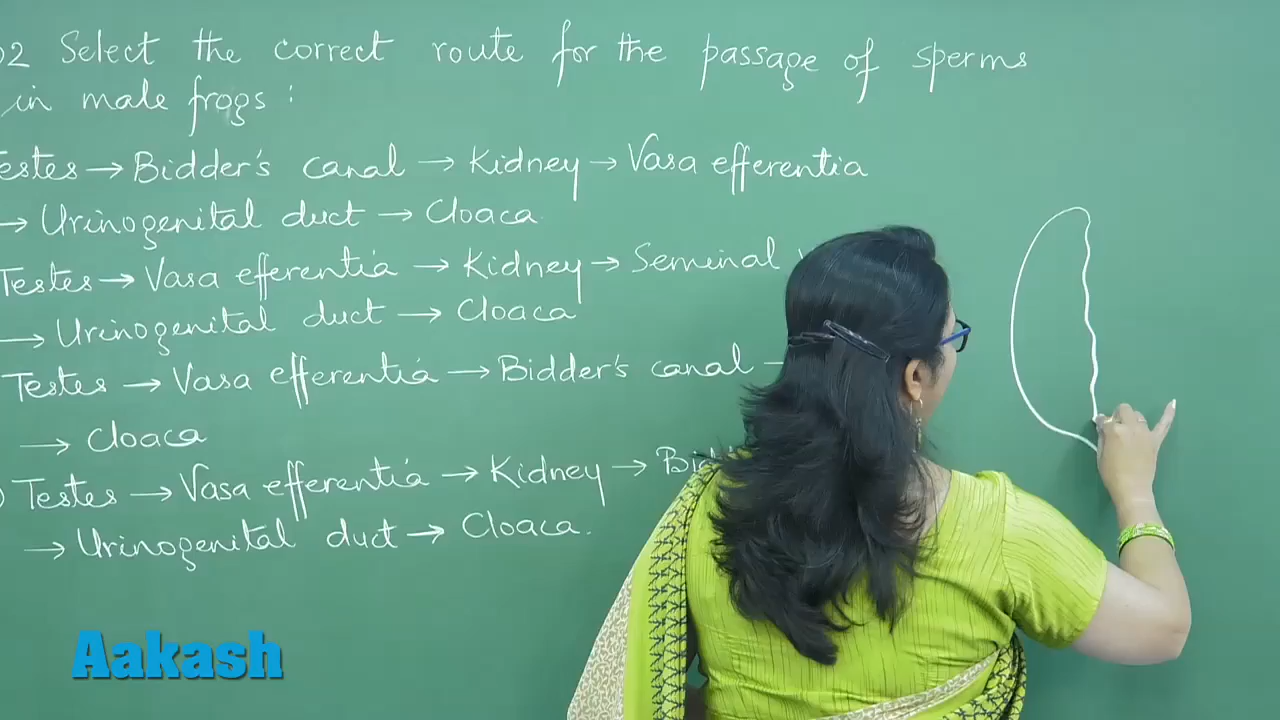 02 Select the correct route for the passage of sperms
in male frogs :
estes → Bidder's canal → Kidney → Vasa efferentia
→ Urinogenital duct → Cloaca
Testes → Vasa efferentia → Kidney → Seminal
→ Urinogenital duct → Cloaca
Testes → Vasa efferentia → Bidder's canal →
→ Cloaca
) Testes → Vasa efferentia → Kidney →
→ Urinogenital duct → Cloaca.
Aakash